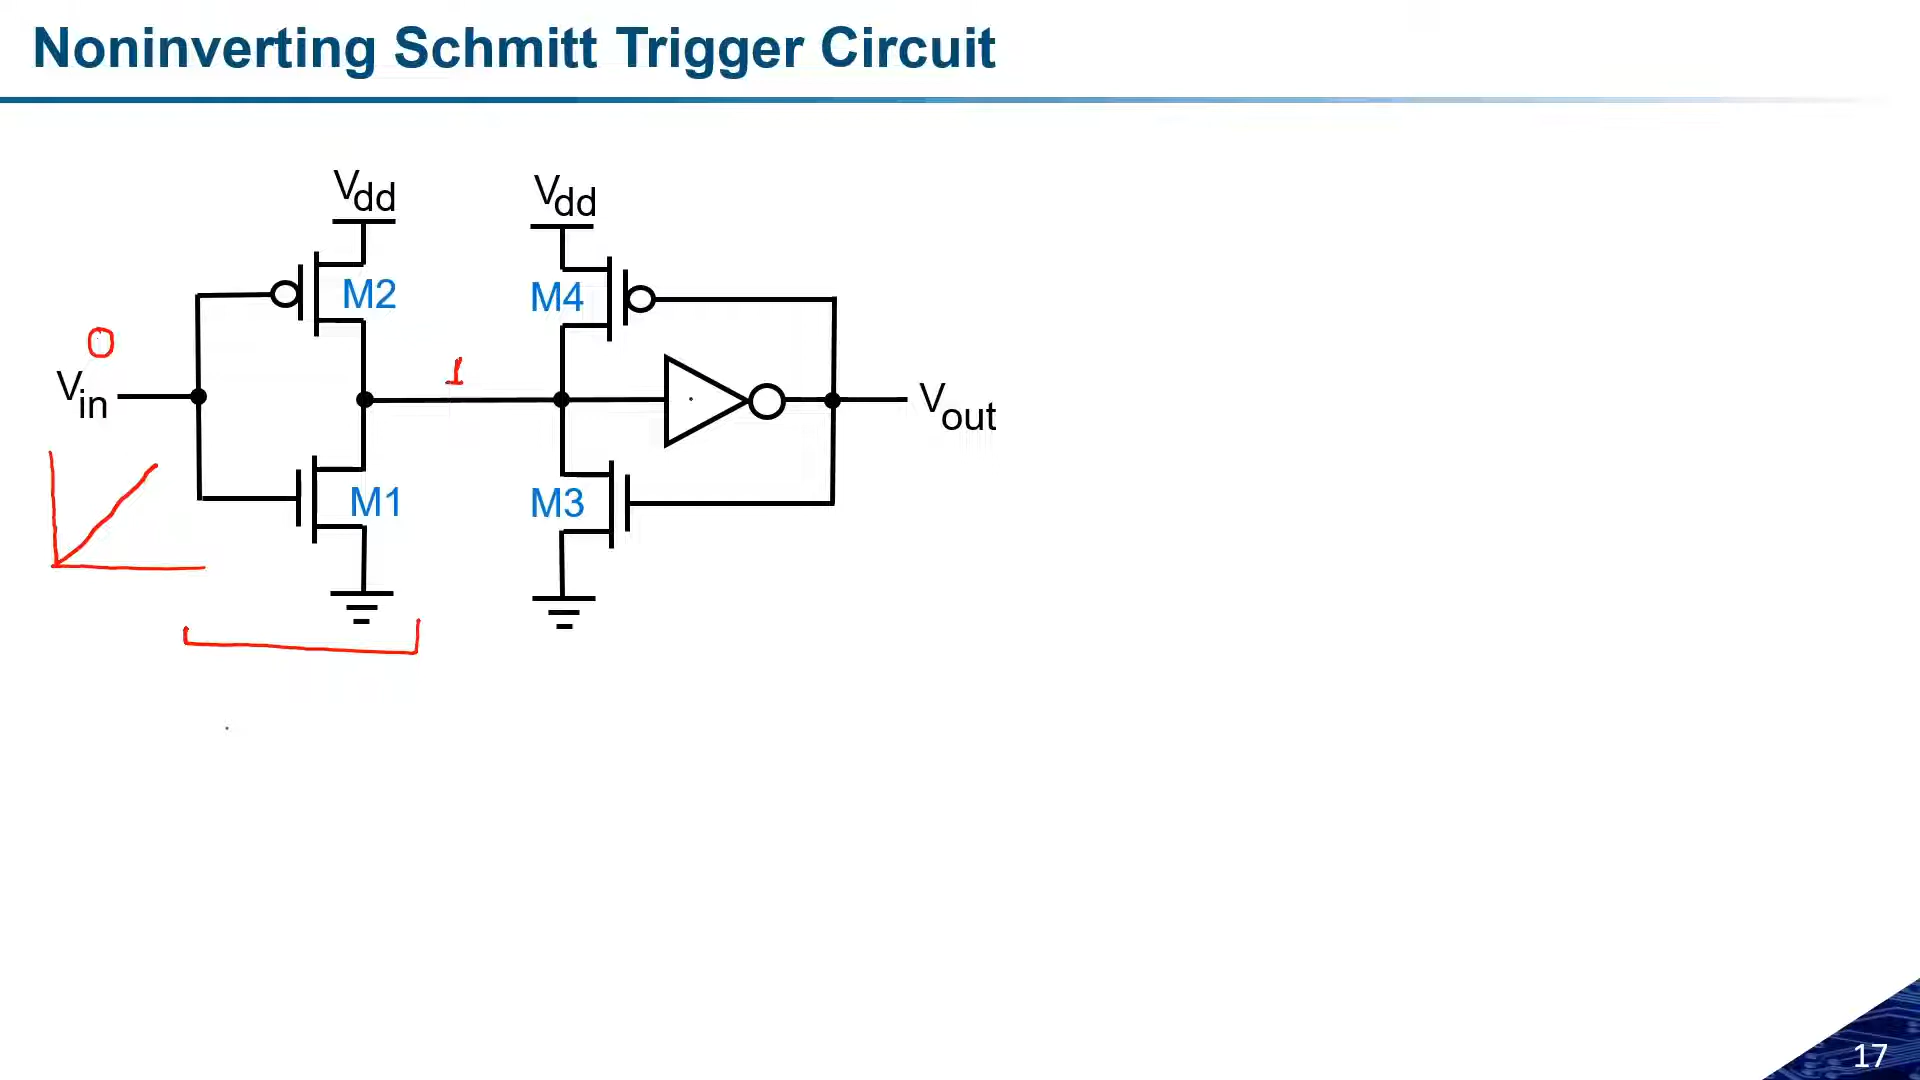 Noninverting Schmitt Trigger Circuit
Vdd
Vdd
M2
M4
0
1
Vin
Vout
M1
M3
17